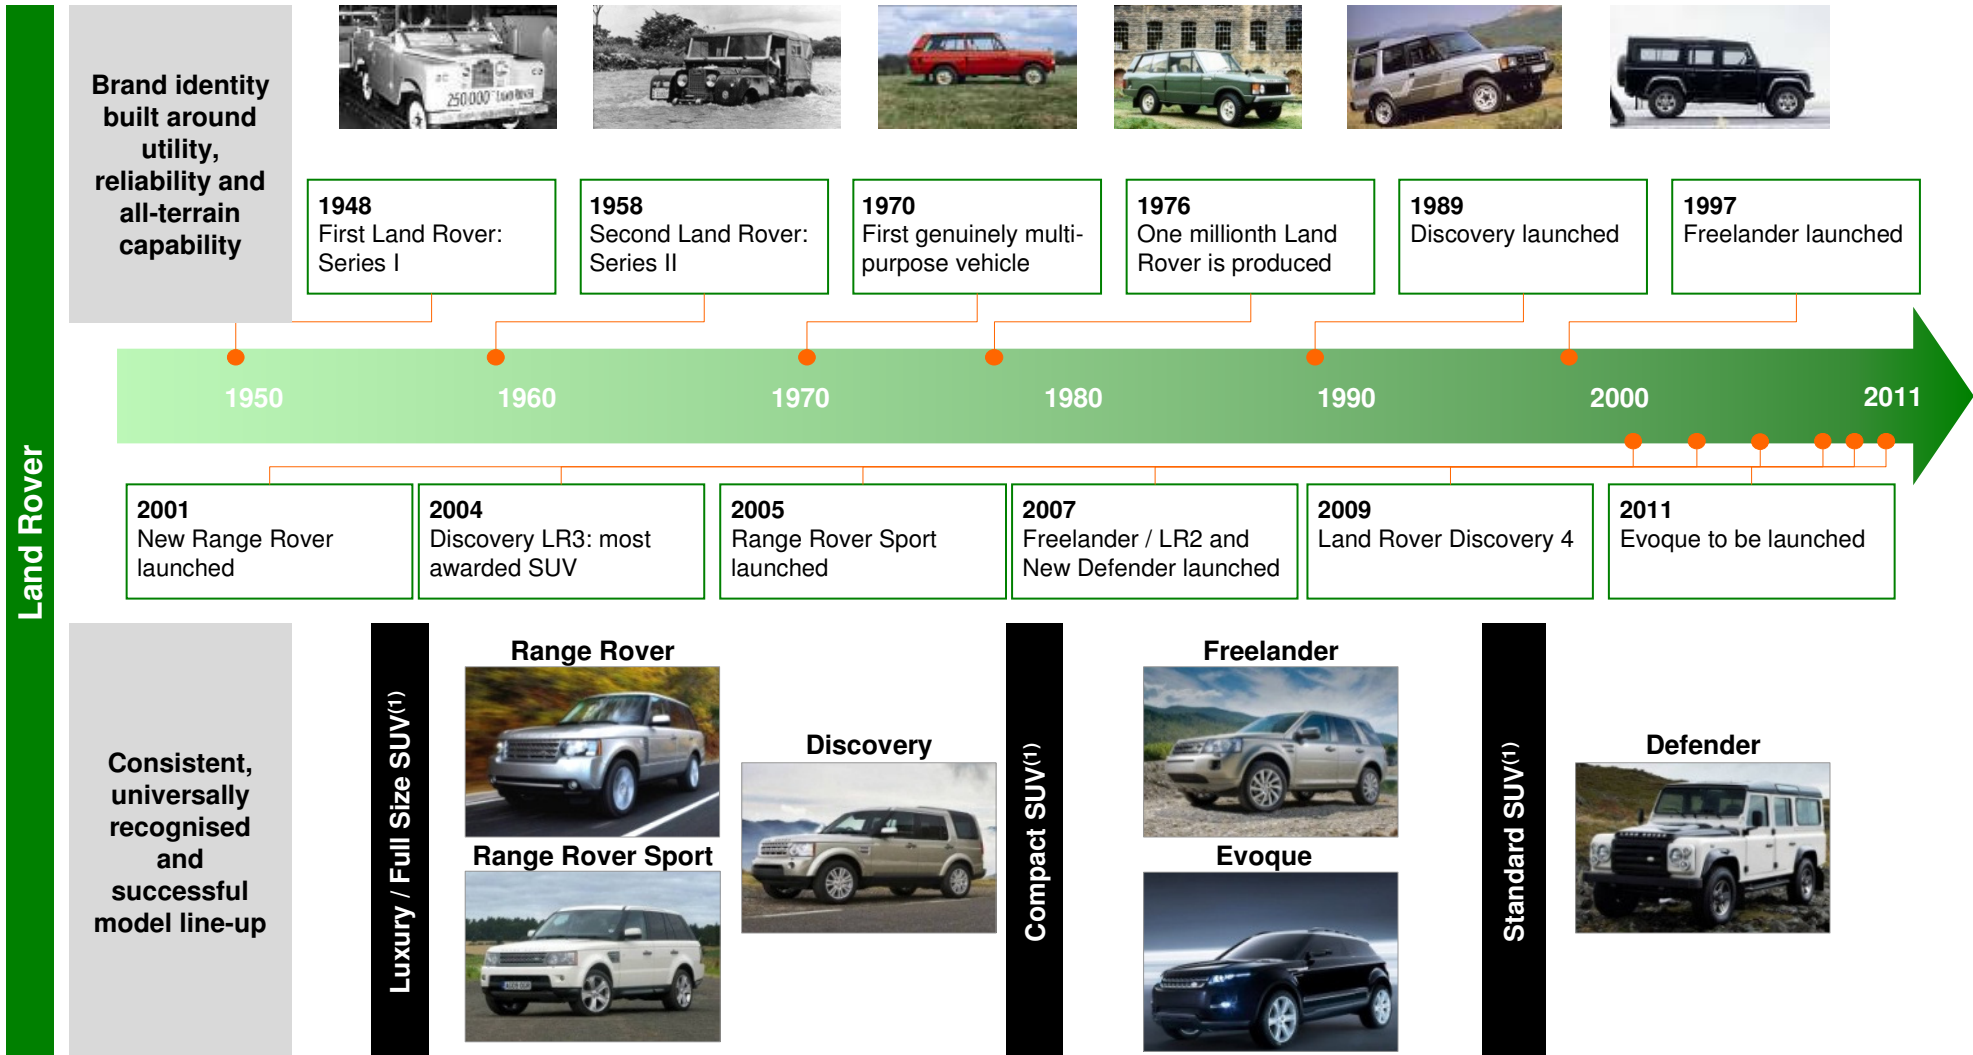 Land Rover
Brand identity
built around
utility,
reliability and
all-terrain
capability
250,000TH LAND-ROVER
1948
First Land Rover:
Series I
1958
Second Land Rover:
Series II
1970
First genuinely multi-
purpose vehicle
1976
One millionth Land
Rover is produced
1989
Discovery launched
1997
Freelander launched
1950
1960
1970
1980
1990
2000
2011
2001
New Range Rover
launched
2004
Discovery LR3: most
awarded SUV
2005
Range Rover Sport
launched
2007
Freelander / LR2 and
New Defender launched
2009
Land Rover Discovery 4
2011
Evoque to be launched
Consistent,
universally
recognised
and
successful
model line-up
Luxury / Full Size SUV(1)
Range Rover
Range Rover Sport
Discovery
Compact SUV(1)
Freelander
Evoque
Standard SUV(1)
Defender